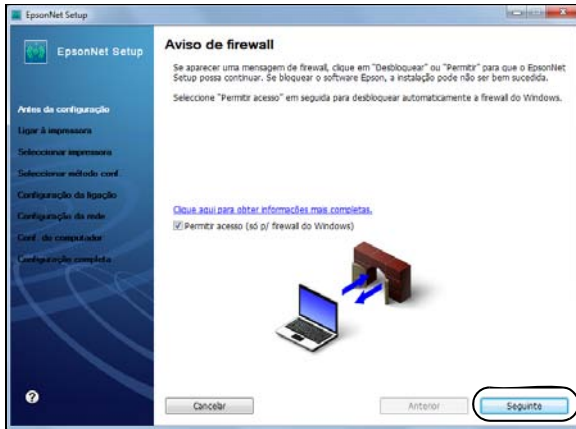 EpsonNet Setup
EpsonNet Setup
Antes da configuração
Ligar à impressora
Seleccionar impressora
Seleccionar método conf.
Configuração da ligação
Configuração da rede
Conf. do computador
Configuração completa
Aviso de firewall
Se aparecer uma mensagem de firewall, clique em "Desbloquear" ou "Permitir" para que o EpsonNet
Setup possa continuar. Se bloquear o software Epson, a instalação pode não ser bem sucedida.
Seleccione "Permitir acesso" em seguida para desbloquear automaticamente a firewall do Windows.
Clique aqui para obter informações mais completas.
Permitir acesso (só p/ firewall do Windows)
?
Cancelar
Anterior
Seguinte